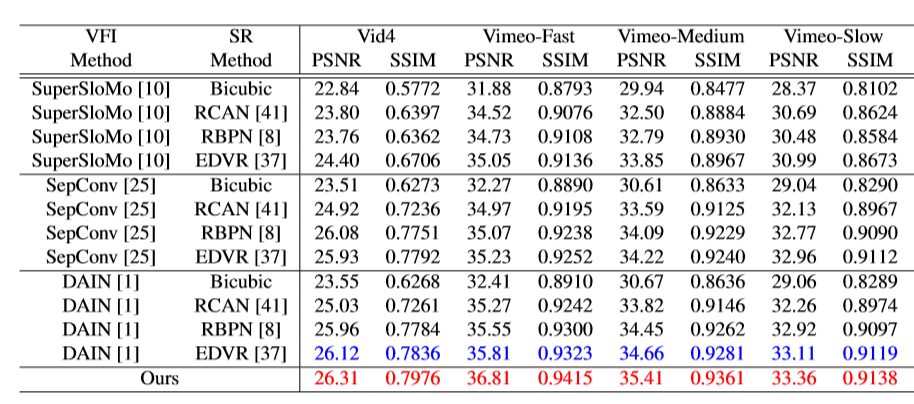 VFI SR Vid4 Vimeo-Fast Vimeo-Medium Vimeo-Slow
Method Method PSNR SSIM PSNR SSIM PSNR SSIM PSNR SSIM
SuperSloMo [10] Bicubic 22.84 0.5772 31.88 0.8793 29.94 0.8477 28.37 0.8102
SuperSloMo [10] RCAN [41] 23.80 0.6397 34.52 0.9076 32.50 0.8884 30.69 0.8624
SuperSloMo [10] RBPN [8] 23.76 0.6362 34.73 0.9108 32.79 0.8930 30.48 0.8584
SuperSloMo [10] EDVR [37] 24.40 0.6706 35.05 0.9136 33.85 0.8967 30.99 0.8673
SepConv [25] Bicubic 23.51 0.6273 32.27 0.8890 30.61 0.8633 29.04 0.8290
SepConv [25] RCAN [41] 24.92 0.7236 34.97 0.9195 33.59 0.9125 32.13 0.8967
SepConv [25] RBPN [8] 26.08 0.7751 35.07 0.9238 34.09 0.9229 32.77 0.9090
SepConv [25] EDVR [37] 25.93 0.7792 35.23 0.9252 34.22 0.9240 32.96 0.9112
DAIN [1] Bicubic 23.55 0.6268 32.41 0.8910 30.67 0.8636 29.06 0.8289
DAIN [1] RCAN [41] 25.03 0.7261 35.27 0.9242 33.82 0.9146 32.26 0.8974
DAIN [1] RBPN [8] 25.96 0.7784 35.55 0.9300 34.45 0.9262 32.92 0.9097
DAIN [1] EDVR [37] 26.12 0.7836 35.81 0.9323 34.66 0.9281 33.11 0.9119
Ours 26.31 0.7976 36.81 0.9415 35.41 0.9361 33.36 0.9138